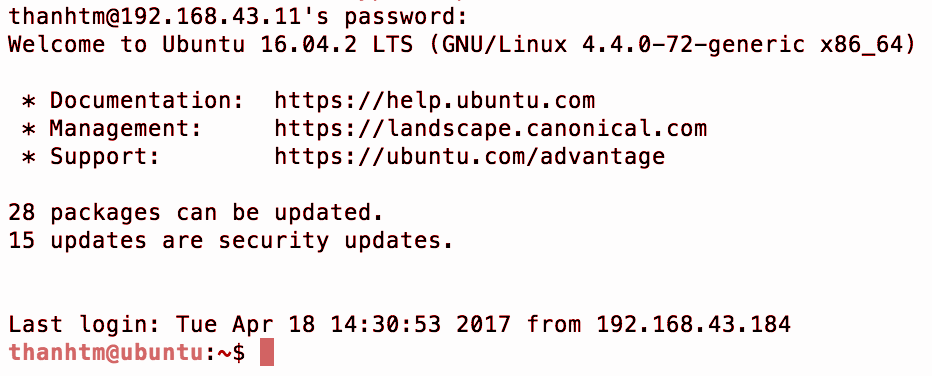 thanhtm@192.168.43.11's password:
Welcome to Ubuntu 16.04.2 LTS (GNU/Linux 4.4.0-72-generic x86_64)
* Documentation:  https://help.ubuntu.com
* Management:     https://landscape.canonical.com
* Support:        https://ubuntu.com/advantage
28 packages can be updated.
15 updates are security updates.
Last login: Tue Apr 18 14:30:53 2017 from 192.168.43.184
thanhtm@ubuntu:~$